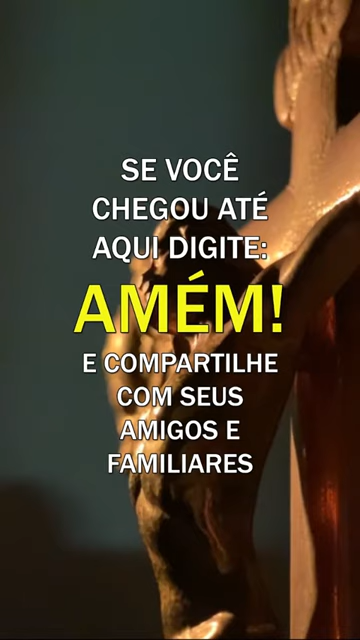 SE VOCÊ
CHEGOU ATÉ
AQUI DIGITE:
AMÉM!
E COMPARTILHE
COM SEUS
AMIGOS E
FAMILIARES